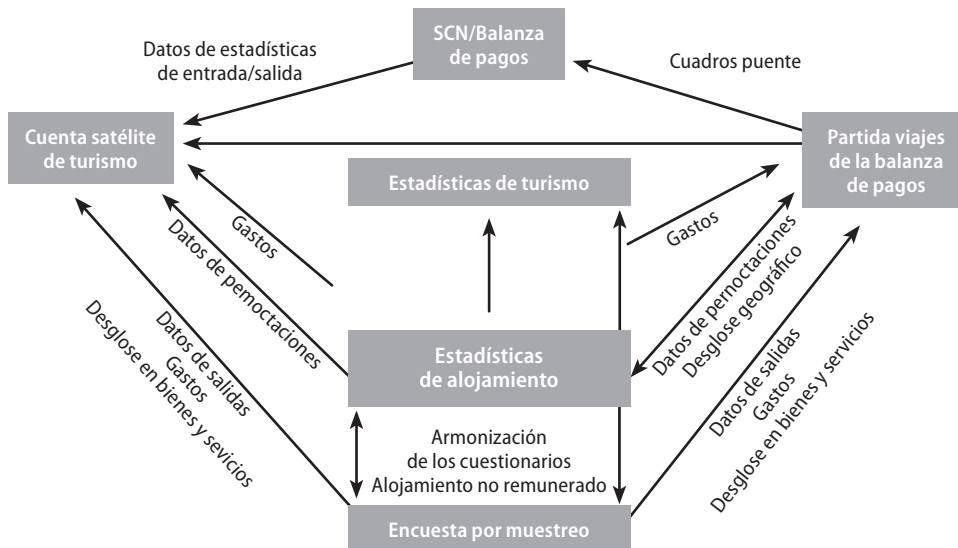 SCN/Balanza
de pagos
Datos de estadísticas
de entrada/salida
Cuadros puente
Cuenta satélite
de turismo
Partida viajes
de la balanza
de pagos
Estadísticas de turismo
Gastos
Datos de pernoctaciones
Gastos
Datos de pernoctaciones
Desglose geográfico
Estadísticas
de alojamiento
Datos de salidas
Gastos
Desglose en bienes y sevicios
Datos de salidas
Gastos
Desglose en bienes y servicios
Armonización
de los cuestionarios
Alojamiento no remunerado
Encuesta por muestreo